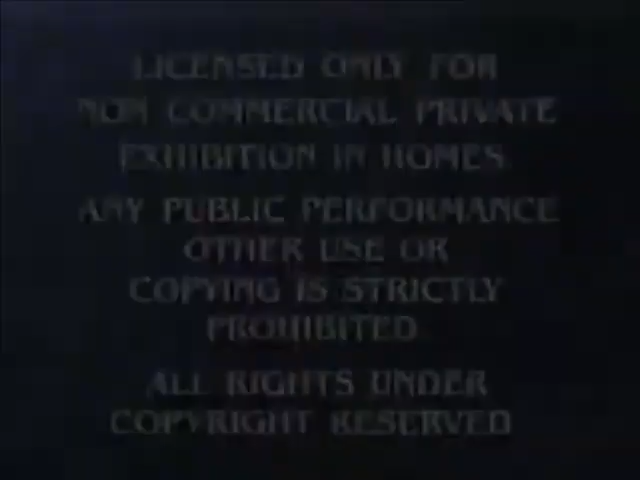 LICENSED ONLY FOR
NON COMMERCIAL PRIVATE
EXHIBITION IN HOMES
ANY PUBLIC PERFORMANCE
OTHER USE OR
COPYING IS STRICTLY
PROHIBITED
ALL RIGHTS UNDER
COPYRIGHT RESERVED